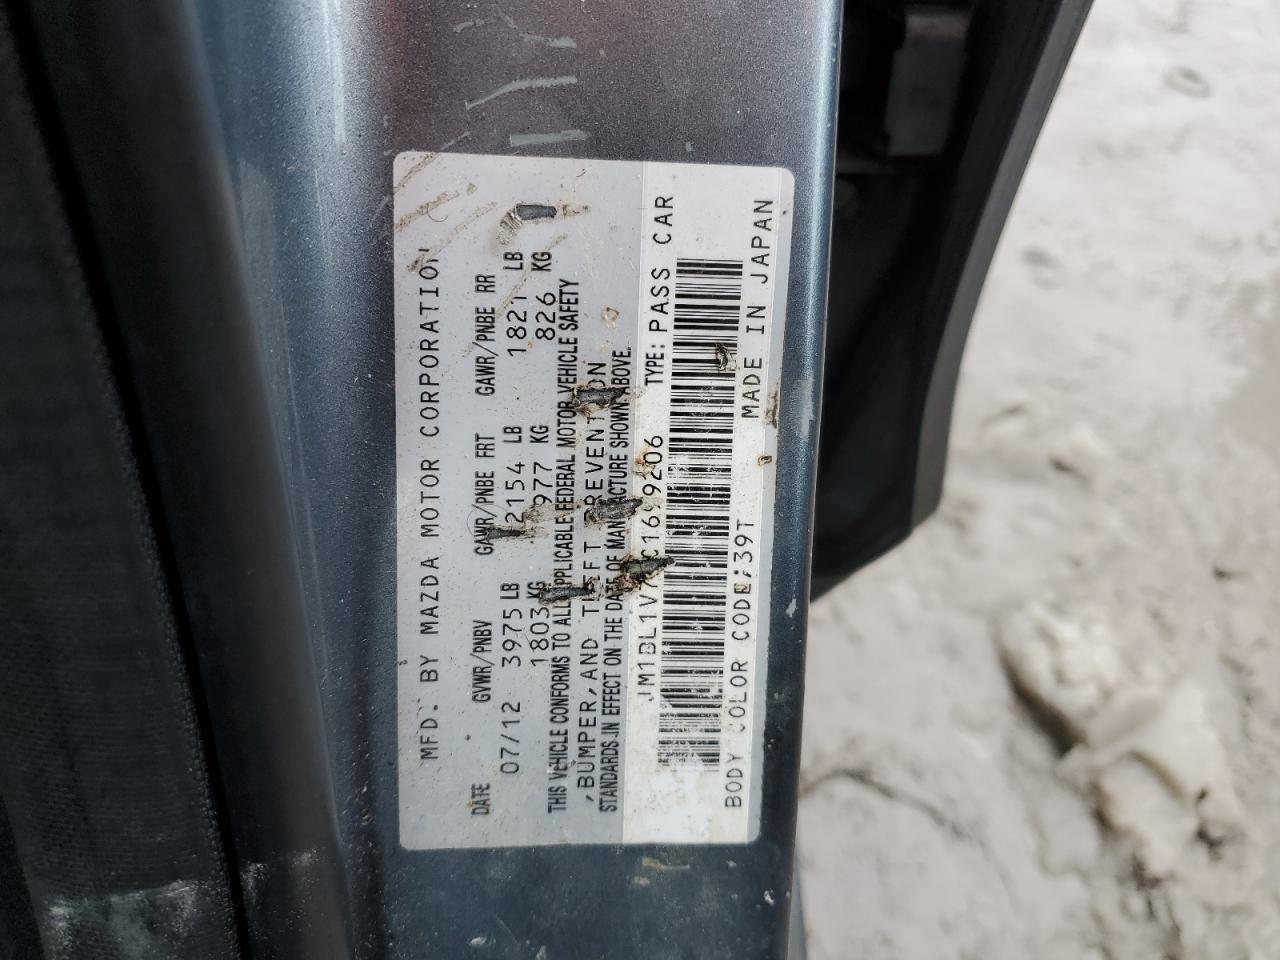 MFD. BY MAZDA MOTOR CORPORATION
DATE GVWR/PNBV GAWR/PNBE FRT GAWR/PNBE RR
07/12 3975 LB 2154 LB 1821 LB
1803 KG 977 KG 826 KG
THIS VEHICLE CONFORMS TO ALL APPLICABLE FEDERAL MOTOR VEHICLE SAFETY
,BUMPER,AND THEFT PREVENTION
STANDARDS IN EFFECT ON THE DATE OF MANUFACTURE SHOWN ABOVE.
TYPE: PASS CAR
BODY COLOR CODE:39T MADE IN JAPAN